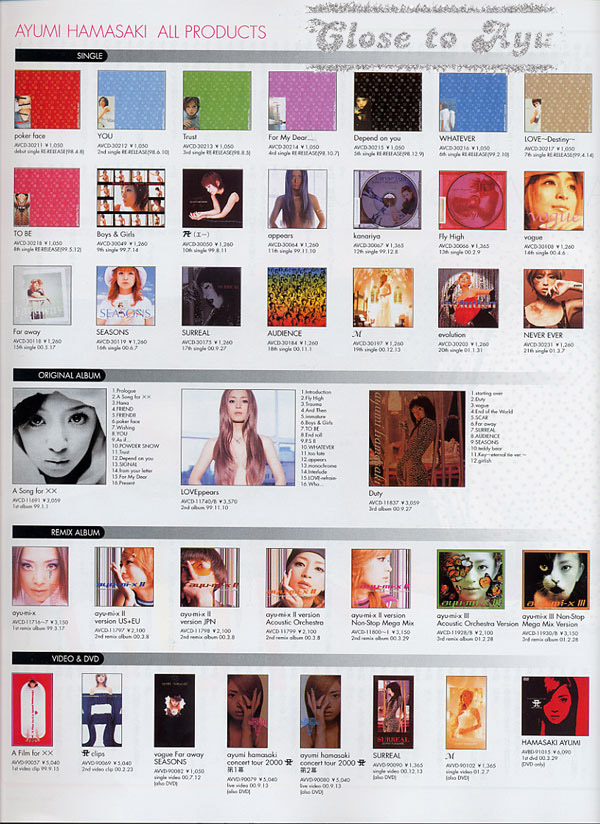 AYUMI HAMASAKI ALL PRODUCTS
Close to Ayu
SINGLE
poker face
AVCD-30211 ¥1,050
debut single RE-RELEASE(98.4.8)
YOU
AVCD-30212 ¥1,050
2nd single RE-RELEASE(98.6.10)
Trust
AVCD-30213 ¥1,050
3rd single RE-RELEASE(98.8.5)
For My Dear...
AVCD-30214 ¥1,050
4th single RE-RELEASE(98.10.7)
Depend on you
AVCD-30215 ¥1,050
5th single RE-RELEASE(98.12.9)
WHATEVER
AVCD-30216 ¥1,050
6th single RE-RELEASE(99.2.10)
LOVE～Destiny～
AVCD-30217 ¥1,050
7th single RE-RELEASE(99.4.14)
TO BE
AVCD-30218 ¥1,050
8th single RE-RELEASE(99.5.12)
Boys & Girls
AVCD-30049 ¥1,260
9th single 99.7.14
A (エー)
AVCD-30050 ¥1,260
10th single 99.8.11
appears
AVCD-30064 ¥1,260
11th single 99.11.10
kanariya
AVCD-30067 ¥1,365
12th single 99.12.8
Fly High
AVCD-30066 ¥1,365
13th single 00.2.9
vogue
vogue
AVCD-30108 ¥1,260
14th single 00.4.6
Far away
AVCD-30118 ¥1,260
15th single 00.5.17
SEASONS
SEASONS
AVCD-30119 ¥1,260
16th single 00.6.7
SURREAL
SURREAL
AVCD-30175 ¥1,260
17th single 00.9.27
AUDIENCE
AVCD-30184 ¥1,260
18th single 00.11.1
M
AVCD-30197 ¥1,260
19th single 00.12.13
evolution
AVCD-30203 ¥1,260
20th single 01.1.31
NEVER EVER
AVCD-30231 ¥1,260
21th single 01.3.7
ORIGINAL ALBUM
1.Prologue
2.A Song for ××
3.Hana
4.FRIEND
5.FRIENDII
6.poker face
7.Wishing
8.YOU
9.As if...
10.POWDER SNOW
11.Trust
12.Depend on you
13.SIGNAL
14.from your letter
15.For My Dear
16.Present
A Song for ××
AVCD-11691 ¥3,059
1st album 99.1.1
1.Introduction
2.Fly High
3.Trauma
4.And Then
5.immature
6.Boys & Girls
7.TO BE
8.End roll
9.P.S II
10.WHATEVER
11.too late
12.appears
13.monochrome
14.Interlude
15.LOVE-refrain-
16.Who...
LOVEppears
AVCD-11740/B ¥3,570
2nd album 99.11.10
ayumi hamasaki
1.starting over
2.Duty
3.vogue
4.End of the World
5.SCAR
6.Far away
7.SURREAL
8.AUDIENCE
9.SEASONS
10.teddy bear
11.Key～eternal tie ver.～
12.girlish
Duty
AVCD-11837 ¥3,059
3rd album 00.9.27
REMIX ALBUM
ayu-mi-x
AVCD-11716～7 ¥3,150
1st remix album 99.3.17
ayu-mi-x II
ayu-mi-x II
version US+EU
AVCD-11797 ¥2,100
2nd remix album 00.3.8
ayu-mi-x II
ayu-mi-x II
version JPN
AVCD-11798 ¥2,100
2nd remix album 00.3.8
ayu-mi-x II
ayu-mi-x II version
Acoustic Orchestra
AVCD-11799 ¥2,100
2nd remix album 00.3.8
ayu-mi-x II
ayu-mi-x II version
Non-Stop Mega Mix
AVCD-11800～1 ¥3,150
2nd remix album 00.3.29
ayu-mi-x III
ayu-mi-x III
Acoustic Orchestra Version
AVCD-11928/B ¥2,100
3rd remix album 01.2.28
ayu-mi-x III
ayu-mi-x III Non-Stop
Mega Mix Version
AVCD-11930/B ¥3,150
3rd remix album 01.2.28
VIDEO & DVD
A Film for ××
AVVD-90057 ¥5,040
1st video clip 99.9.15
A clips
AVVD-90069 ¥5,040
2nd video clip 00.2.23
vogue Far away
SEASONS
AVVD-90082 ¥1,050
single video 00.7.12
(also DVD)
ayumi hamasaki
concert tour 2000 A
第1幕
AVVD-90079 ¥5,040
live video 00.9.13
(also DVD)
ayumi hamasaki
concert tour 2000 A
第2幕
AVVD-90080 ¥5,040
live video 00.9.13
(also DVD)
SURREAL
SURREAL
AVVD-90090 ¥1,365
single video 00.12.13
(also DVD)
M
AVVD-90102 ¥1,365
single video 01.2.7
(also DVD)
HAMASAKI AYUMI
AVBD-91015 ¥6,090
1st dvd 00.3.29
(DVD only)